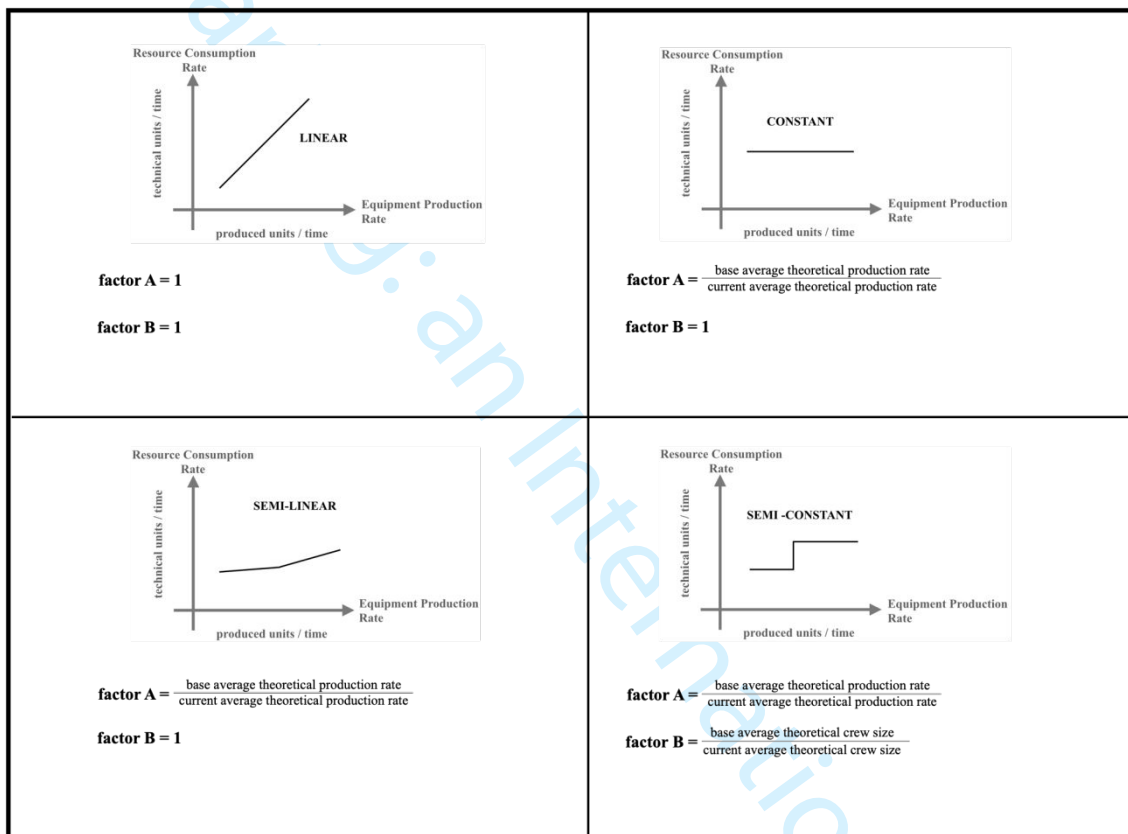 Resource Consumption
Rate
technical units / time
LINEAR
Equipment Production
Rate
produced units / time
factor A = 1
factor B = 1
Resource Consumption
Rate
technical units / time
CONSTANT
Equipment Production
Rate
produced units / time
factor A = base average theoretical production rate
current average theoretical production rate
factor B = 1
Resource Consumption
Rate
technical units / time
SEMI-LINEAR
Equipment Production
Rate
produced units / time
factor A = base average theoretical production rate
current average theoretical production rate
factor B = 1
Resource Consumption
Rate
technical units / time
SEMI -CONSTANT
Equipment Production
Rate
produced units / time
factor A = base average theoretical production rate
current average theoretical production rate
factor B = base average theoretical crew size
current average theoretical crew size